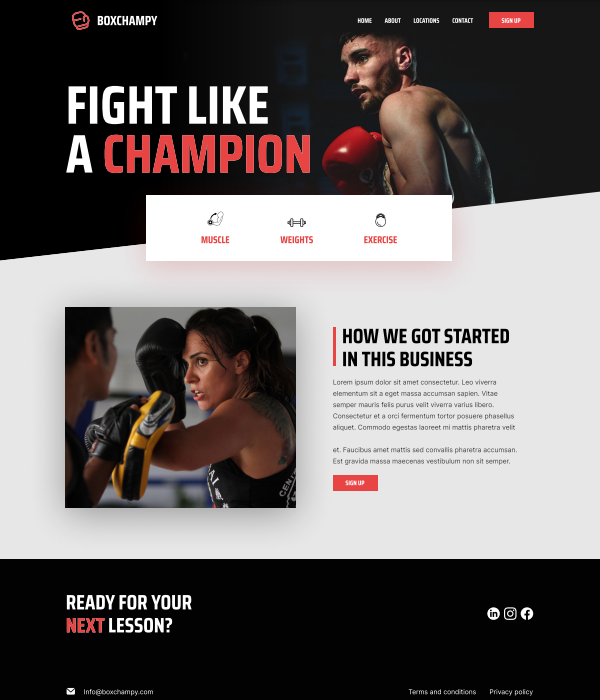 BOXCHAMPY
HOME ABOUT LOCATIONS CONTACT SIGN UP
FIGHT LIKE
A CHAMPION
MUSCLE WEIGHTS EXERCISE
HOW WE GOT STARTED
IN THIS BUSINESS
Lorem ipsum dolor sit amet consectetur. Leo viverra
elementum sit a eget massa accumsan sapien. Vitae
semper mauris felis purus velit viverra varius libero.
Consectetur et a orci fermentum tortor posuere phasellus
aliquet. Commodo egestas laoreet mi mattis pharetra velit
et. Faucibus amet mattis sed convallis pharetra accumsan.
Est gravida massa maecenas vestibulum non sit semper.
SIGN UP
READY FOR YOUR
NEXT LESSON?
in
Info@boxchampy.com
Terms and conditions Privacy policy